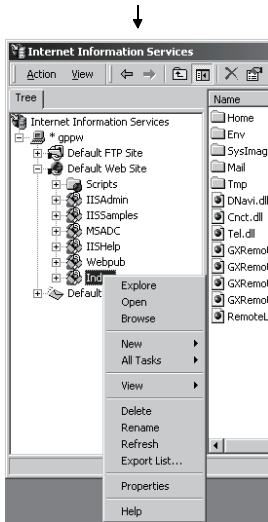 Internet Information Services
Action View
Tree
Name
Internet Information Services
* gppw
Default FTP Site
Default Web Site
Scripts
IISAdmin
IISSamples
MSADC
IISHelp
Webpub
Default
Explore
Open
Browse
New
All Tasks
View
Delete
Rename
Refresh
Export List...
Properties
Help
Home
Env
SysImag
Mail
Tmp
DNavi.dll
Cnct.dll
Tel.dll
GXRemo
GXRemo
GXRemo
GXRemo
RemoteL